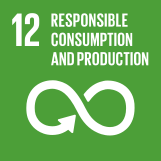 12 RESPONSIBLE
CONSUMPTION
AND PRODUCTION